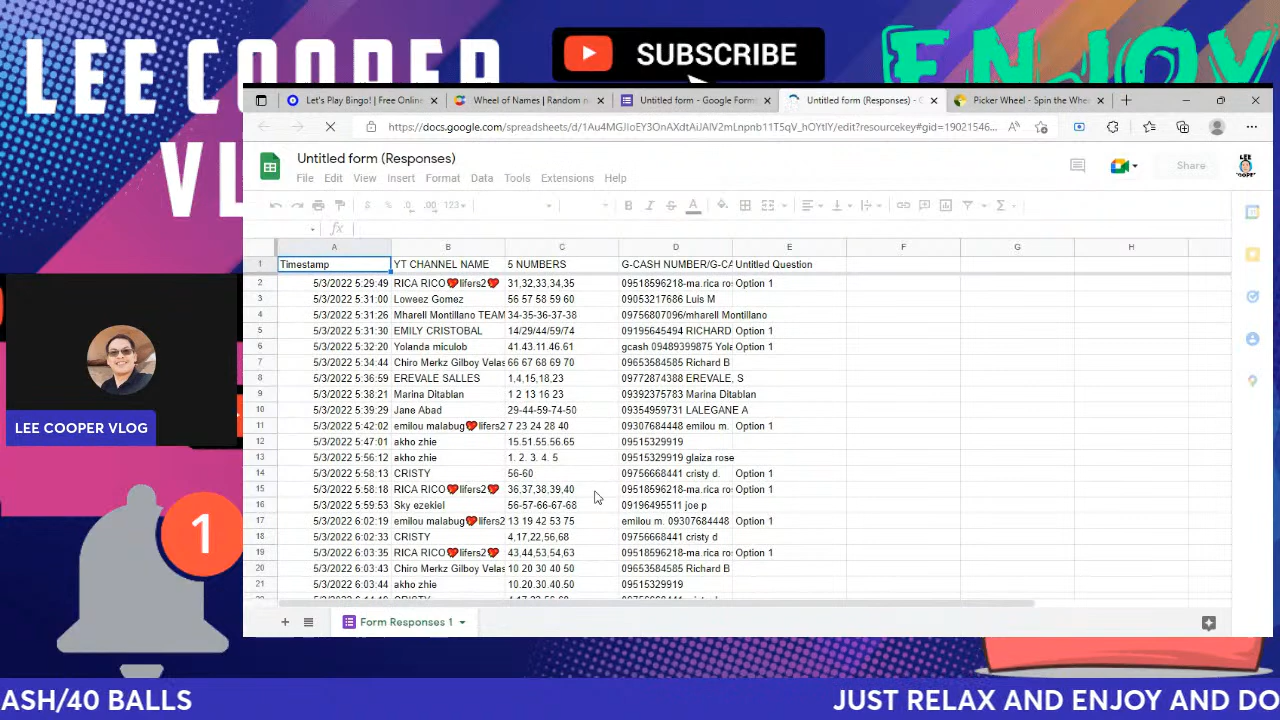 LEE COOPER
VL
SUBSCRIBE
ENJOY
Let's Play Bingo! | Free Online
Wheel of Names | Random n
Untitled form - Google Form
Untitled form (Responses) - G
Picker Wheel - Spin the Whe
Untitled form (Responses)
File Edit View Insert Format Data Tools Extensions Help
Share
LEE
"COOPER"
$ % .0 .00 123
B I S A
fx
A B C D E F G H
1 Timestamp YT CHANNEL NAME 5 NUMBERS G-CASH NUMBER/G-CA Untitled Question
2 5/3/2022 5:29:49 RICA RICO❤️lifers2❤️ 31,32,33,34,35 09518596218-ma.rica ro Option 1
3 5/3/2022 5:31:00 Loweez Gomez 56 57 58 59 60 09053217686 Luis M
4 5/3/2022 5:31:26 Mharell Montillano TEAM 34-35-36-37-38 09756807096/mharell Montillano
5 5/3/2022 5:31:30 EMILY CRISTOBAL 14/29/44/59/74 09195645494 RICHARD Option 1
6 5/3/2022 5:32:20 Yolanda miculob 41.43.11.46.61 gcash 09489399875 Yola Option 1
7 5/3/2022 5:34:44 Chiro Merkz Gilboy Velas 66 67 68 69 70 09653584585 Richard B
8 5/3/2022 5:36:59 EREVALE SALLES 1,4,15,18,23 09772874388 EREVALE, S
9 5/3/2022 5:38:21 Marina Ditablan 1 2 13 16 23 09392375783 Marina Ditablan
10 5/3/2022 5:39:29 Jane Abad 29-44-59-74-50 09354959731 LALEGANE A
11 5/3/2022 5:42:02 emilou malabug❤️lifers2 7 23 24 28 40 09307684448 emilou m. Option 1
12 5/3/2022 5:47:01 akho zhie 15 51.55.56.65 09515329919
13 5/3/2022 5:56:12 akho zhie 1. 2. 3. 4. 5 09515329919 glaiza rose
14 5/3/2022 5:58:13 CRISTY 56-60 09756668441 cristy d. Option 1
15 5/3/2022 5:58:18 RICA RICO❤️lifers2❤️ 36,37,38,39,40 09518596218-ma.rica ro Option 1
16 5/3/2022 5:59:53 Sky ezekiel 56-57-66-67-68 09196495511 joe p
17 5/3/2022 6:02:19 emilou malabug❤️lifers 13 19 42 53 75 emilou m. 09307684448 Option 1
18 5/3/2022 6:02:33 CRISTY 4,17,22,56,68 09756668441 cristy d
19 5/3/2022 6:03:35 RICA RICO❤️lifers2❤️ 43,44,53,54,63 09518596218-ma.rica ro Option 1
20 5/3/2022 6:03:43 Chiro Merkz Gilboy Velas 10 20 30 40 50 09653584585 Richard B
21 5/3/2022 6:03:44 akho zhie 10.20.30.40.50 09515329919
Form Responses 1
LEE COOPER VLOG
1
ASH/40 BALLS
JUST RELAX AND ENJOY AND DO